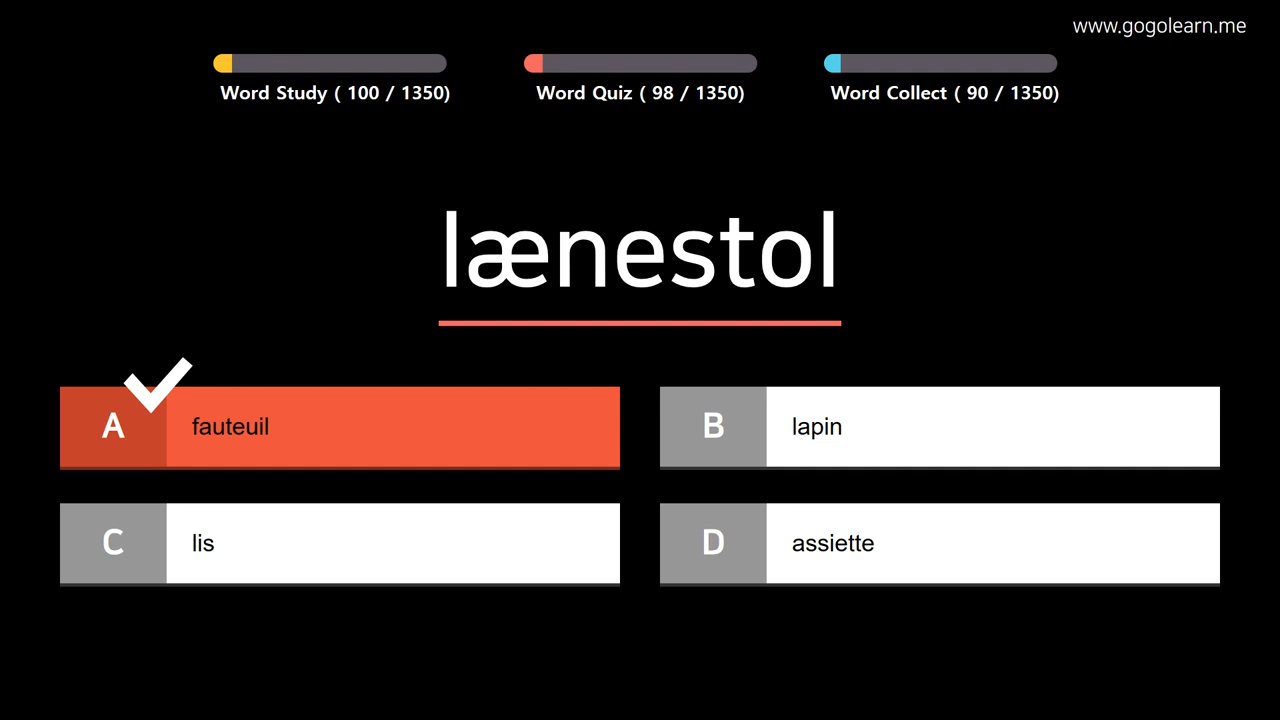 www.gogolearn.me
Word Study ( 100 / 1350)
Word Quiz ( 98 / 1350)
Word Collect ( 90 / 1350)
lænestol
A fauteuil
B lapin
C lis
D assiette